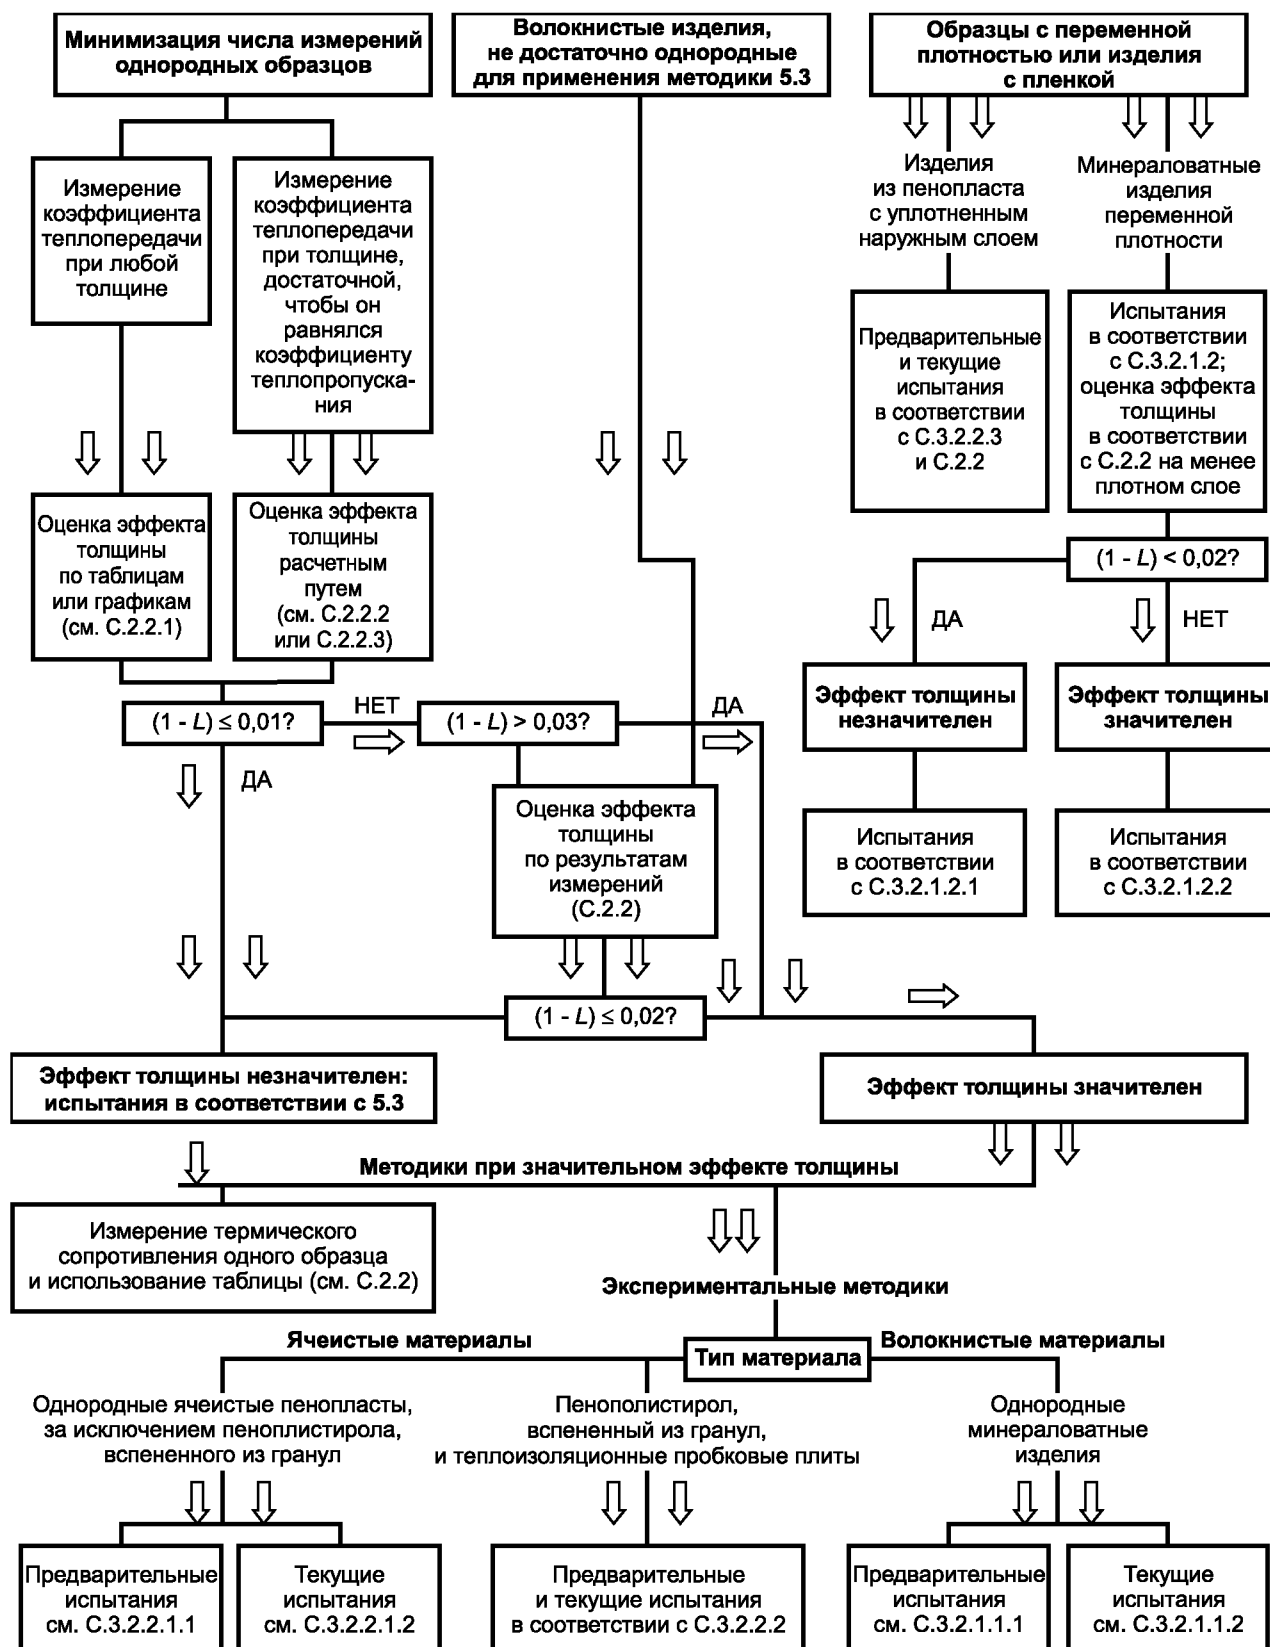 Минимизация числа измерений
однородных образцов
Волокнистые изделия,
не достаточно однородные
для применения методики 5.3
Образцы с переменной
плотностью или изделия
с пленкой
Измерение
коэффициента
теплопередачи
при любой
толщине
Измерение
коэффициента
теплопередачи
при толщине,
достаточной,
чтобы он
равнялся
коэффициенту
теплопропуска-
ния
Изделия
из пенопласта
с уплотненным
наружным слоем
Минераловатные
изделия
переменной
плотности
Предварительные
и текущие
испытания
в соответствии
с С.3.2.2.3
и С.2.2
Испытания
в соответствии
с С.3.2.1.2;
оценка эффекта
толщины
в соответствии
с С.2.2 на менее
плотном слое
Оценка эффекта
толщины
по таблицам
или графикам
(см. С.2.2.1)
Оценка эффекта
толщины
расчетным
путем
(см. С.2.2.2
или С.2.2.3)
(1 - L) < 0,02?
ДА
НЕТ
Эффект толщины
незначителен
Эффект толщины
значителен
(1 - L) ≤ 0,01?
НЕТ
(1 - L) > 0,03?
ДА
ДА
Оценка эффекта
толщины
по результатам
измерений
(С.2.2)
Испытания
в соответствии
с С.3.2.1.2.1
Испытания
в соответствии
с С.3.2.1.2.2
(1 - L) ≤ 0,02?
Эффект толщины незначителен:
испытания в соответствии с 5.3
Эффект толщины значителен
Методики при значительном эффекте толщины
Измерение термического
сопротивления одного образца
и использование таблицы (см. С.2.2)
Экспериментальные методики
Ячеистые материалы
Тип материала
Волокнистые материалы
Однородные ячеистые пенопласты,
за исключением пеноплистирола,
вспененного из гранул
Пенополистирол,
вспененный из гранул,
и теплоизоляционные пробковые плиты
Однородные
минераловатные
изделия
Предварительные
испытания
см. С.3.2.2.1.1
Текущие
испытания
см. С.3.2.2.1.2
Предварительные
и текущие испытания
в соответствии с С.3.2.2.2
Предварительные
испытания
см. С.3.2.1.1.1
Текущие
испытания
см. С.3.2.1.1.2